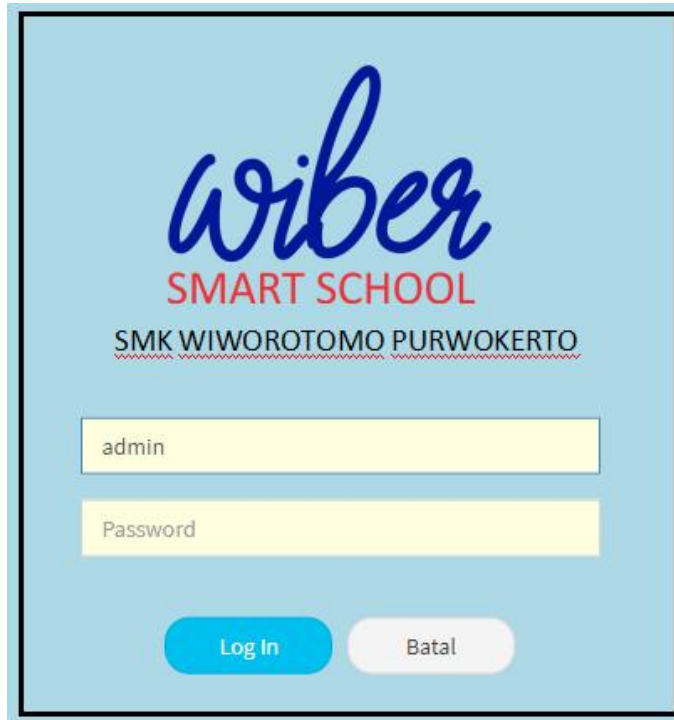 wiber
SMART SCHOOL
SMK WIWOROTOMO PURWOKERTO
admin
Password
Log In Batal